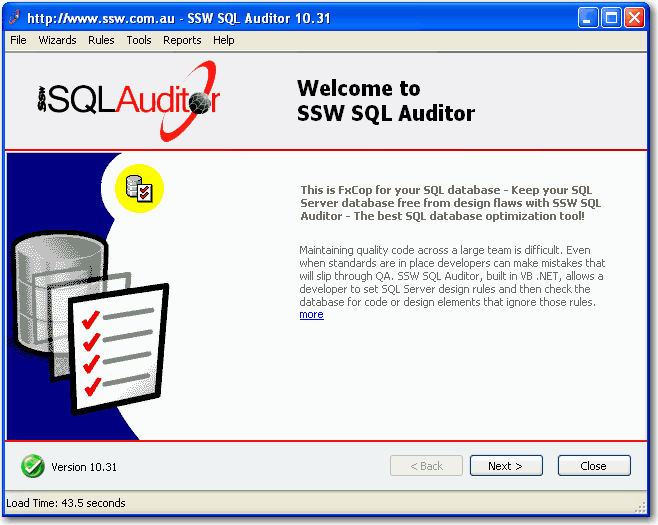 http://www.ssw.com.au - SSW SQL Auditor 10.31
File Wizards Rules Tools Reports Help
SSW SQLAuditor
Welcome to
SSW SQL Auditor
This is FxCop for your SQL database - Keep your SQL
Server database free from design flaws with SSW SQL
Auditor - The best SQL database optimization tool!
Maintaining quality code across a large team is difficult. Even
when standards are in place developers can make mistakes that
will slip through QA. SSW SQL Auditor, built in VB .NET, allows a
developer to set SQL Server design rules and then check the
database for code or design elements that ignore those rules.
more
Version 10.31
< Back Next > Close
Load Time: 43.5 seconds